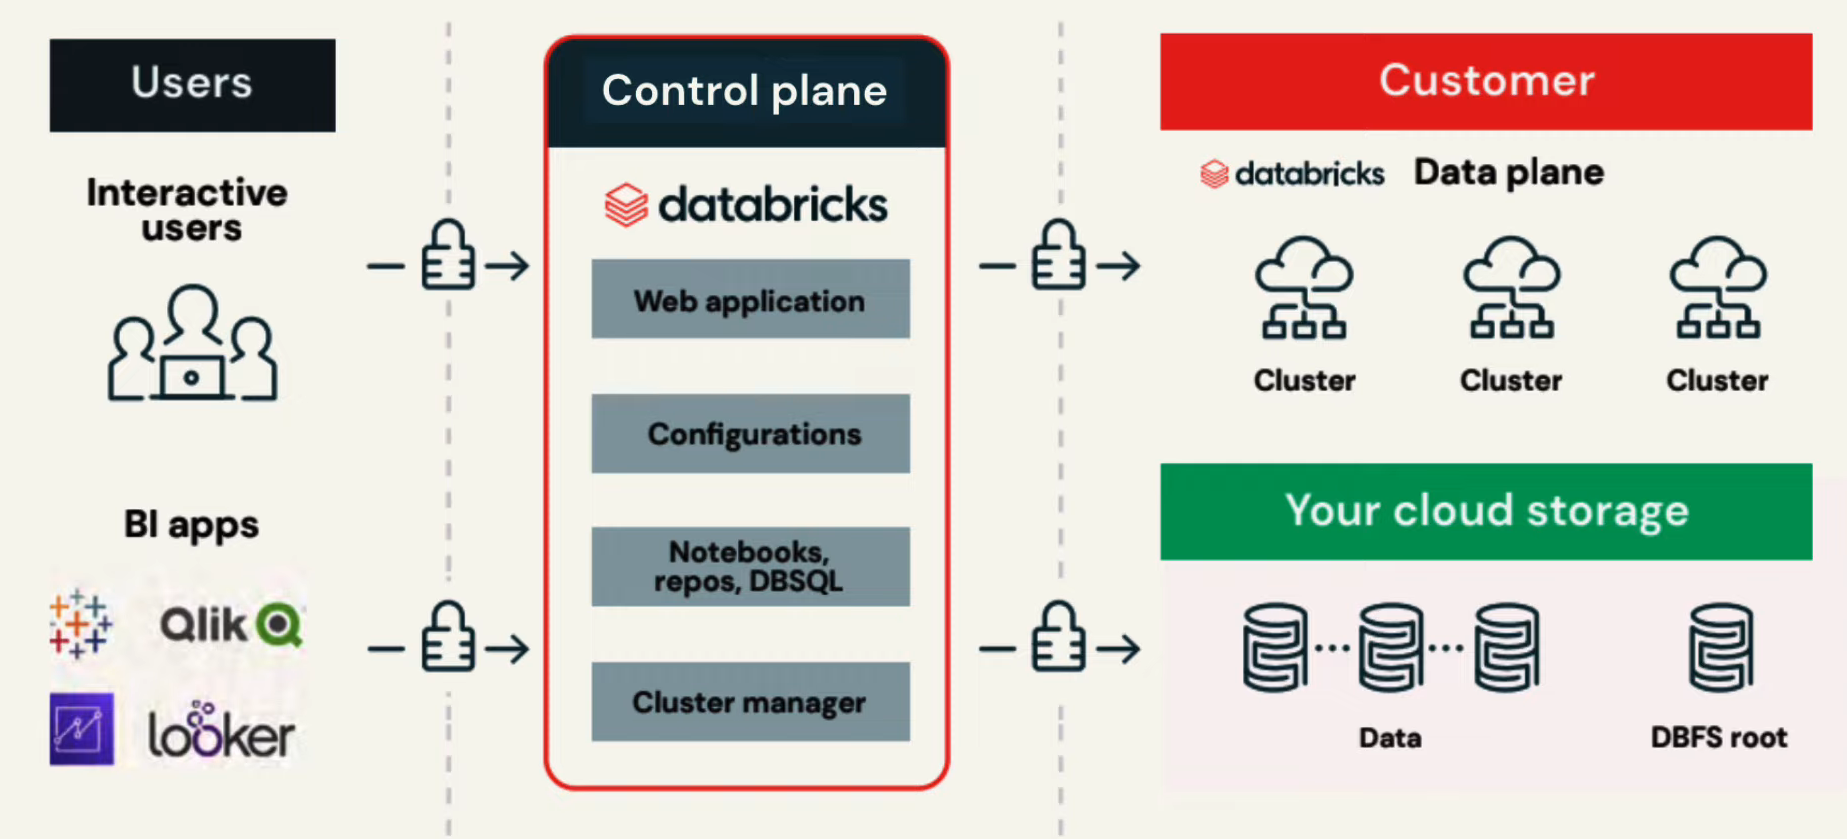 Users
Interactive
users
BI apps
Qlik
looker
Control plane
databricks
Web application
Configurations
Notebooks,
repos, DBSQL
Cluster manager
Customer
databricks Data plane
Cluster Cluster Cluster
Your cloud storage
Data DBFS root